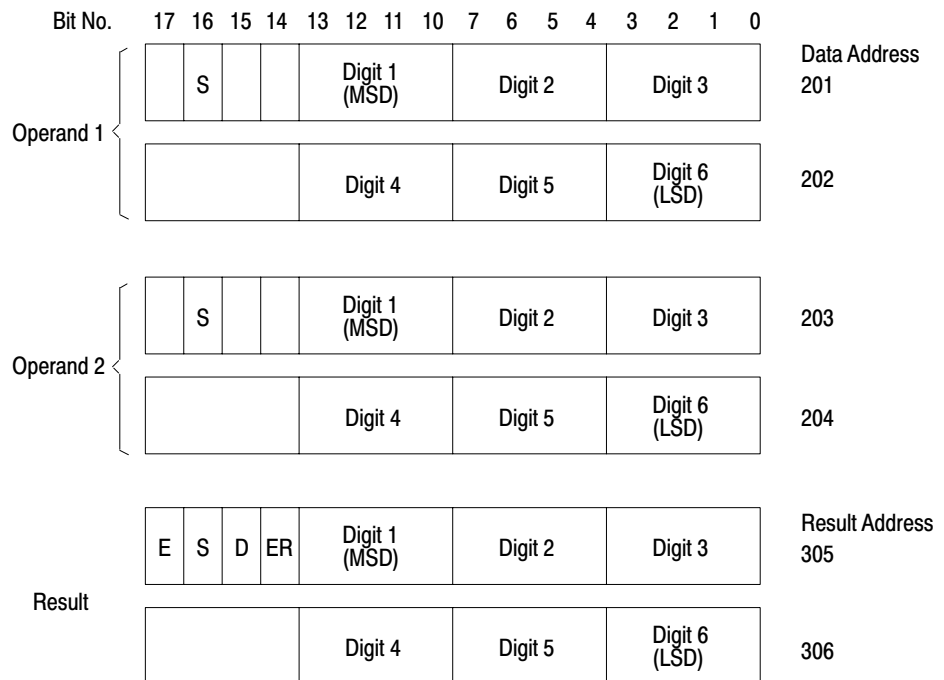 Bit No. 17 16 15 14 13 12 11 10 7 6 5 4 3 2 1 0
Data Address
Operand 1
S
Digit 1
(MSD)
Digit 2
Digit 3
201
Digit 4
Digit 5
Digit 6
(LSD)
202
Operand 2
S
Digit 1
(MSD)
Digit 2
Digit 3
203
Digit 4
Digit 5
Digit 6
(LSD)
204
Result Address
Result
E S D ER
Digit 1
(MSD)
Digit 2
Digit 3
305
Digit 4
Digit 5
Digit 6
(LSD)
306